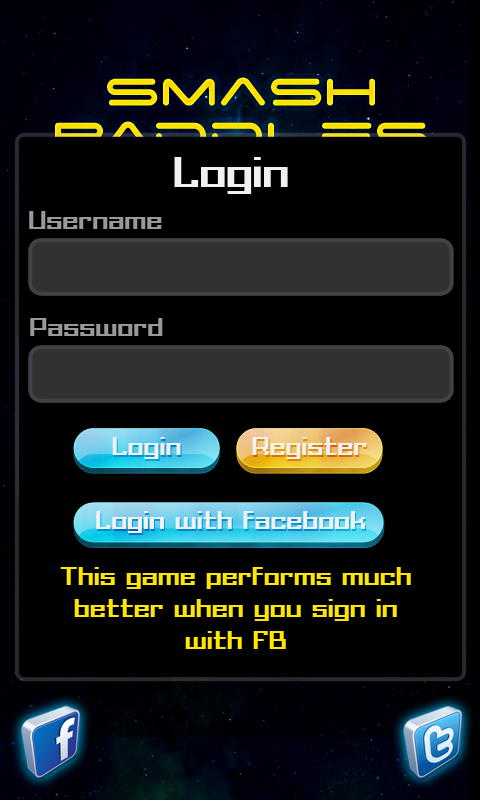 SMASH
PADDLES
Login
Username
Password
Login
Register
Login with Facebook
This game performs much
better when you sign in
with FB
f
t